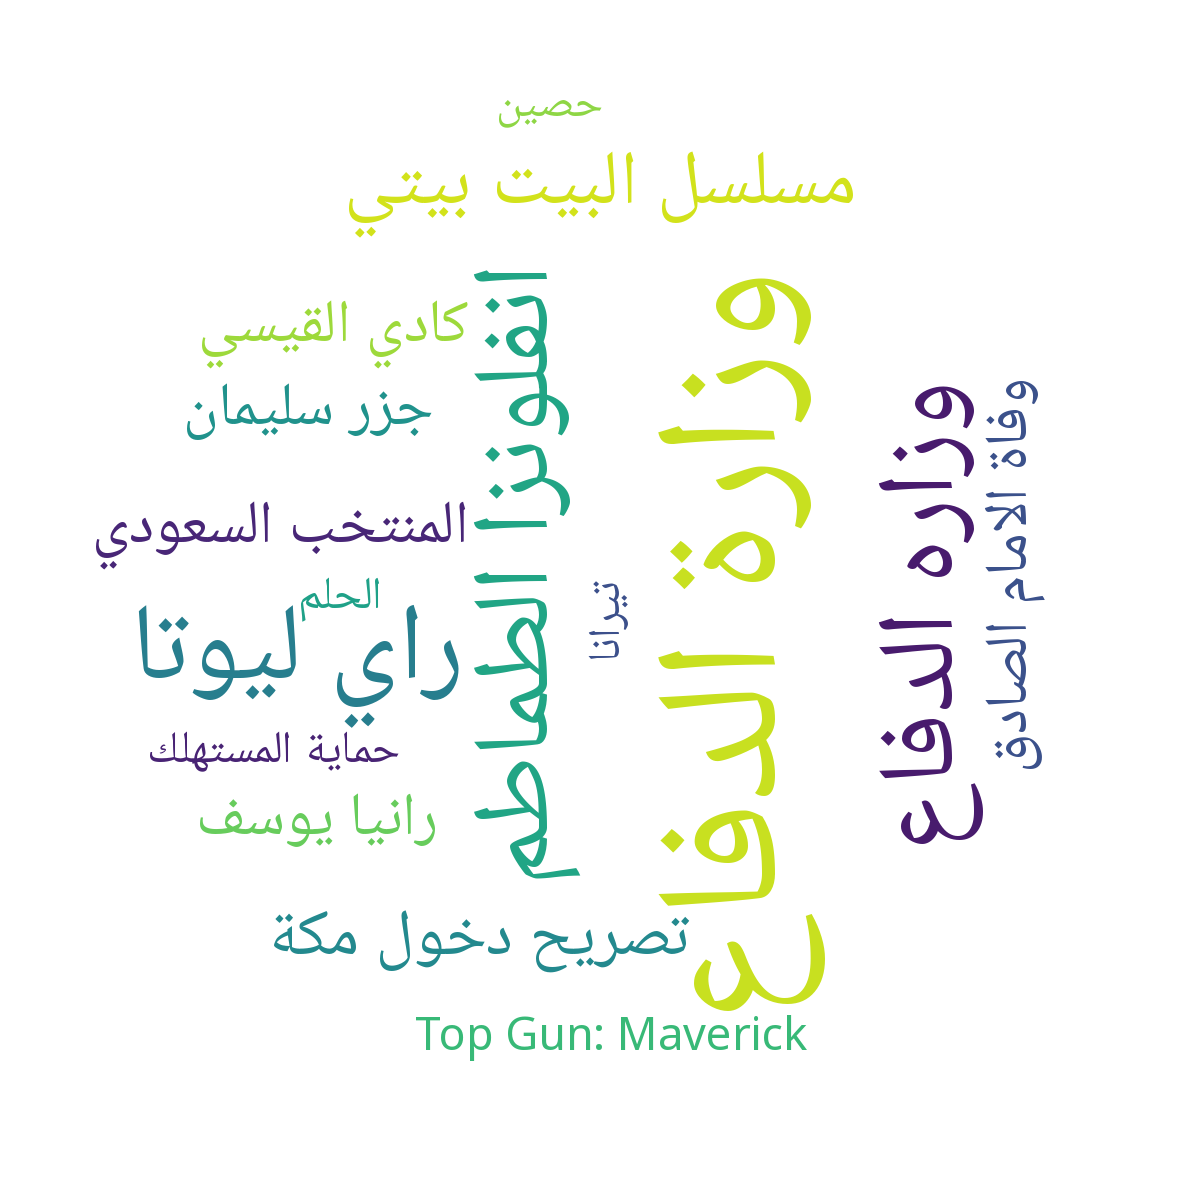 حصين
مسلسل البيت بيتي
كادي القيسي
جزر سليمان
المنتخب السعودي
الحلم
راي ليوتا
حماية المستهلك
رانيا يوسف
انفلونزا الطماطم
تيرانا
وزارة الدفاع
وزاره الدفاع
وفاة الامام الصادق
تصريح دخول مكة
Top Gun: Maverick